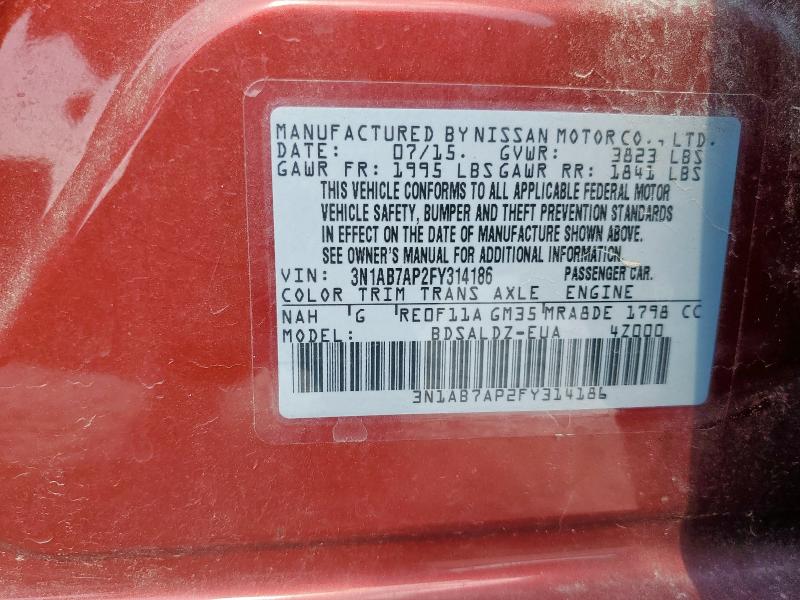 MANUFACTURED BY NISSAN MOTOR CO., LTD.
DATE: 07/15. GVWR: 3823 LBS
GAWR FR: 1995 LBS GAWR RR: 1841 LBS
THIS VEHICLE CONFORMS TO ALL APPLICABLE FEDERAL MOTOR
VEHICLE SAFETY, BUMPER AND THEFT PREVENTION STANDARDS
IN EFFECT ON THE DATE OF MANUFACTURE SHOWN ABOVE.
SEE OWNER'S MANUAL FOR ADDITIONAL INFORMATION.
VIN: 3N1AB7AP2FY314186 PASSENGER CAR.
COLOR TRIM TRANS AXLE ENGINE
NAH G RE0F11A GM35 MRA8DE 1798 CC
MODEL: BDSALDZ-EUA 4Z000
3N1AB7AP2FY314186